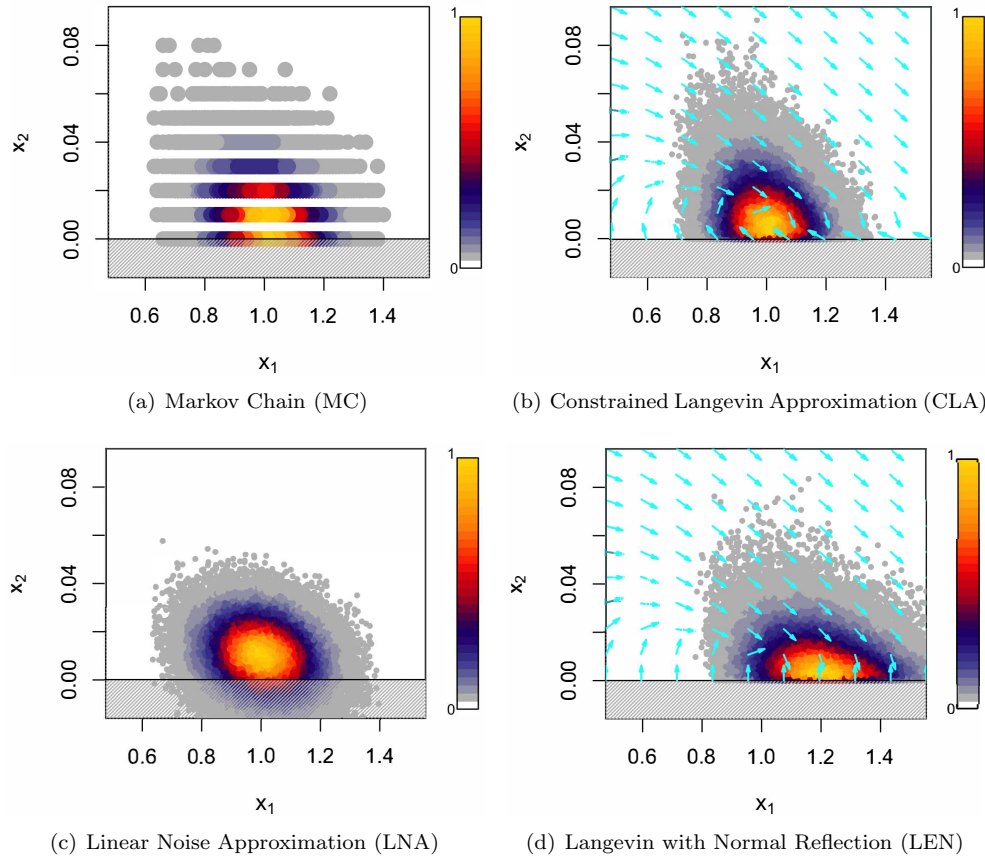 1
0.08
0.04
0.00
x2
0
0.6 0.8 1.0 1.2 1.4
x1
(a) Markov Chain (MC)
1
0.08
0.04
0.00
x2
0
0.6 0.8 1.0 1.2 1.4
x1
(b) Constrained Langevin Approximation (CLA)
1
0.08
0.04
0.00
x2
0
0.6 0.8 1.0 1.2 1.4
x1
(c) Linear Noise Approximation (LNA)
1
0.08
0.04
0.00
x2
0
0.6 0.8 1.0 1.2 1.4
x1
(d) Langevin with Normal Reflection (LEN)